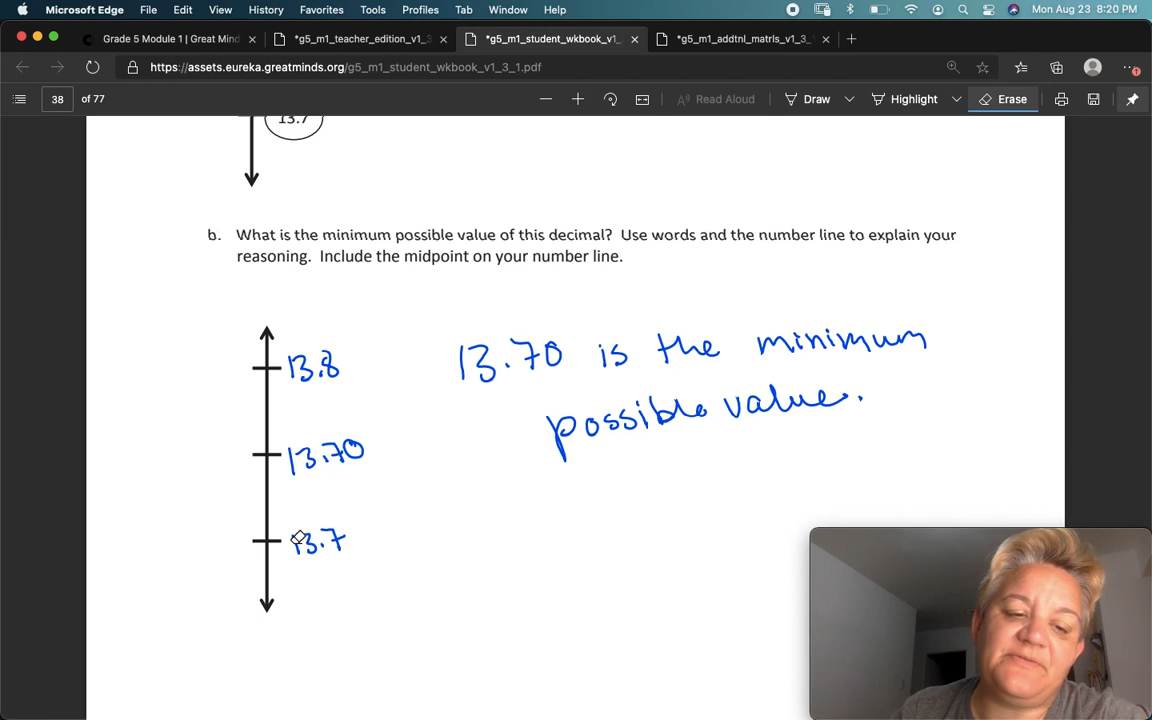 Microsoft Edge File Edit View History Favorites Tools Profiles Tab Window Help Mon Aug 23 8:20 PM
Grade 5 Module 1 | Great Mind *g5_m1_teacher_edition_v1_3 *g5_m1_student_wkbook_v1_ *g5_m1_addtnl_matrls_v1_3_
https://assets.eureka.greatminds.org/g5_m1_student_wkbook_v1_3_1.pdf
38 of 77 Read Aloud Draw Highlight Erase
13.7
b. What is the minimum possible value of this decimal? Use words and the number line to explain your
reasoning. Include the midpoint on your number line.
13.8
13.70 is the minimum
possible value.
13.70
13.7